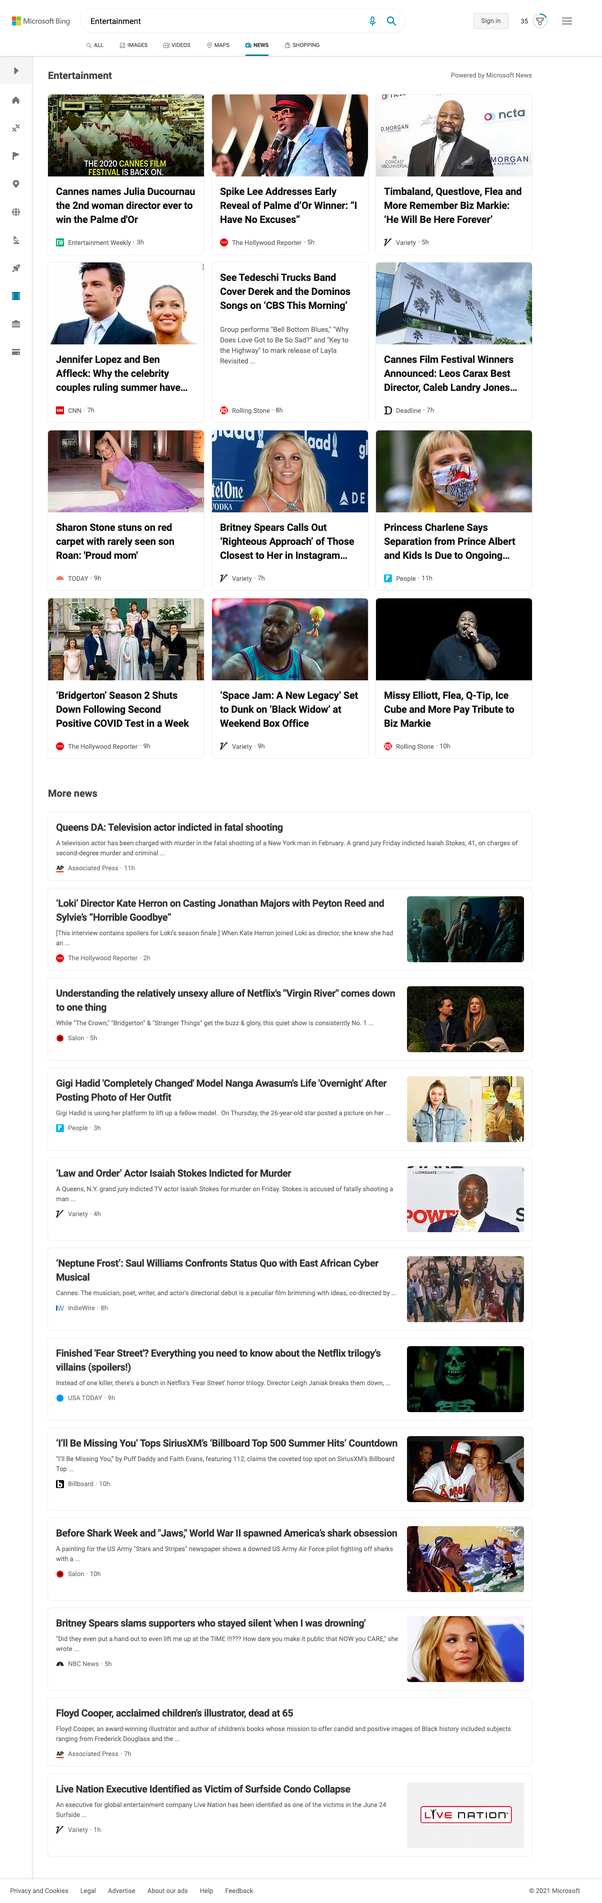 Microsoft Bing
Entertainment
Sign in
35
ALL
IMAGES
VIDEOS
MAPS
NEWS
SHOPPING
Entertainment
Powered by Microsoft News
THE 2020 CANNES FILM
FESTIVAL IS BACK ON.
Cannes names Julia Ducournau
the 2nd woman director ever to
win the Palme d'Or
Entertainment Weekly · 3h
Spike Lee Addresses Early
Reveal of Palme d'Or Winner: "I
Have No Excuses"
The Hollywood Reporter · 5h
ncta
D.MORGAN
COMCAST
NBCUNIVERSAL
MORGAN
Timbaland, Questlove, Flea and
More Remember Biz Markie:
'He Will Be Here Forever'
Variety · 5h
Jennifer Lopez and Ben
Affleck: Why the celebrity
couples ruling summer have...
CNN · 7h
See Tedeschi Trucks Band
Cover Derek and the Dominos
Songs on 'CBS This Morning'
Group performs "Bell Bottom Blues," "Why
Does Love Got to Be So Sad?" and "Key to
the Highway" to mark release of Layla
Revisited ...
Rolling Stone · 8h
Cannes Film Festival Winners
Announced: Leos Carax Best
Director, Caleb Landry Jones...
Deadline · 7h
Sharon Stone stuns on red
carpet with rarely seen son
Roan: 'Proud mom'
TODAY · 9h
glaad
glaad
gl
telOne
VODKA
DE
Britney Spears Calls Out
'Righteous Approach' of Those
Closest to Her in Instagram...
Variety · 7h
Princess Charlene Says
Separation from Prince Albert
and Kids Is Due to Ongoing...
People · 11h
'Bridgerton' Season 2 Shuts
Down Following Second
Positive COVID Test in a Week
The Hollywood Reporter · 9h
'Space Jam: A New Legacy' Set
to Dunk on 'Black Widow' at
Weekend Box Office
Variety · 9h
Missy Elliott, Flea, Q-Tip, Ice
Cube and More Pay Tribute to
Biz Markie
Rolling Stone · 10h
More news
Queens DA: Television actor indicted in fatal shooting
A television actor has been charged with murder in the fatal shooting of a New York man in February. A grand jury Friday indicted Isaiah Stokes, 41, on charges of
second-degree murder and criminal ...
AP Associated Press · 11h
'Loki' Director Kate Herron on Casting Jonathan Majors with Peyton Reed and
Sylvie's "Horrible Goodbye"
[This interview contains spoilers for Loki's season finale.] When Kate Herron joined Loki as director, she knew she had
an ...
The Hollywood Reporter · 2h
Understanding the relatively unsexy allure of Netflix's "Virgin River" comes down
to one thing
While "The Crown," "Bridgerton" & "Stranger Things" get the buzz & glory, this quiet show is consistently No. 1 ...
Salon · 5h
Gigi Hadid 'Completely Changed' Model Nanga Awasum's Life 'Overnight' After
Posting Photo of Her Outfit
Gigi Hadid is using her platform to lift up a fellow model. On Thursday, the 26-year-old star posted a picture on her ...
People · 3h
'Law and Order' Actor Isaiah Stokes Indicted for Murder
A Queens, N.Y. grand jury indicted TV actor Isaiah Stokes for murder on Friday. Stokes is accused of fatally shooting a
man ...
Variety · 4h
A LIONSGATE COMPANY
POWE
S
'Neptune Frost': Saul Williams Confronts Status Quo with East African Cyber
Musical
Cannes: The musician, poet, writer, and actor's directorial debut is a peculiar film brimming with ideas, co-directed by ...
IW IndieWire · 8h
Finished 'Fear Street'? Everything you need to know about the Netflix trilogy's
villains (spoilers!)
Instead of one killer, there's a bunch in Netflix's 'Fear Street' horror trilogy. Director Leigh Janiak breaks them down, ...
USA TODAY · 9h
'I'll Be Missing You' Tops SiriusXM's 'Billboard Top 500 Summer Hits' Countdown
"I'll Be Missing You," by Puff Daddy and Faith Evans, featuring 112, claims the coveted top spot on SiriusXM's Billboard
Top ...
b Billboard · 10h
Angels
Before Shark Week and "Jaws," World War II spawned America's shark obsession
A painting for the US Army "Stars and Stripes" newspaper shows a downed US Army Air Force pilot fighting off sharks
with a ...
Salon · 10h
Britney Spears slams supporters who stayed silent 'when I was drowning'
"Did they even put a hand out to even lift me up at the TIME !!!??? How dare you make it public that NOW you CARE," she
wrote ...
NBC News · 5h
Floyd Cooper, acclaimed children's illustrator, dead at 65
Floyd Cooper, an award-winning illustrator and author of children's books whose mission to offer candid and positive images of Black history included subjects
ranging from Frederick Douglass and the ...
AP Associated Press · 7h
Live Nation Executive Identified as Victim of Surfside Condo Collapse
An executive for global entertainment company Live Nation has been identified as one of the victims in the June 24
Surfside ...
Variety · 1h
LIVE NATION
Privacy and Cookies
Legal
Advertise
About our ads
Help
Feedback
© 2021 Microsoft